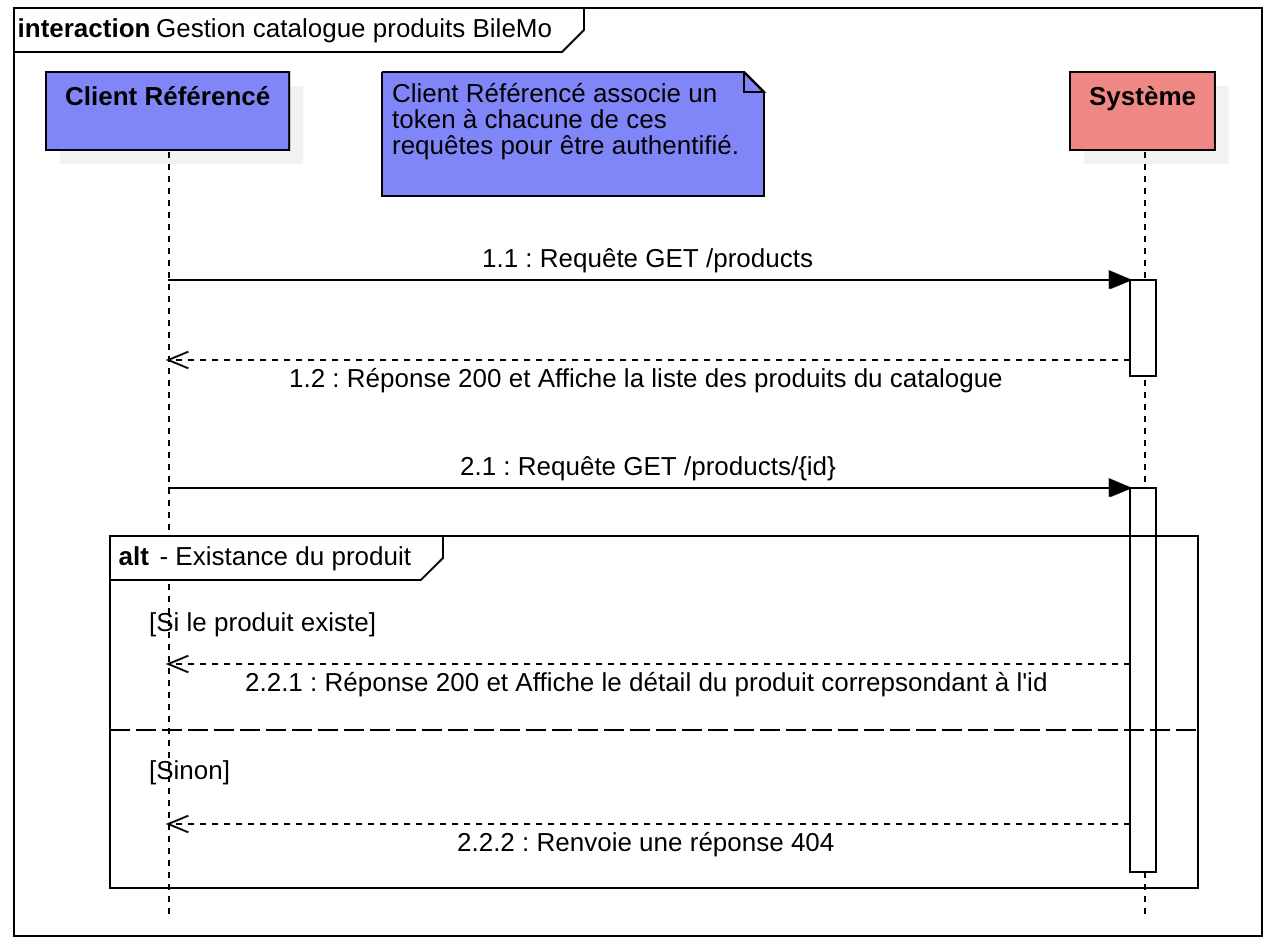 interaction Gestion catalogue produits BileMo
Client Référencé
Client Référencé associe un
token à chacune de ces
requêtes pour être authentifié.
Système
1.1 : Requête GET /products
1.2 : Réponse 200 et Affiche la liste des produits du catalogue
2.1 : Requête GET /products/{id}
alt - Existance du produit
[Si le produit existe]
2.2.1 : Réponse 200 et Affiche le détail du produit correpsondant à l'id
[Sinon]
2.2.2 : Renvoie une réponse 404